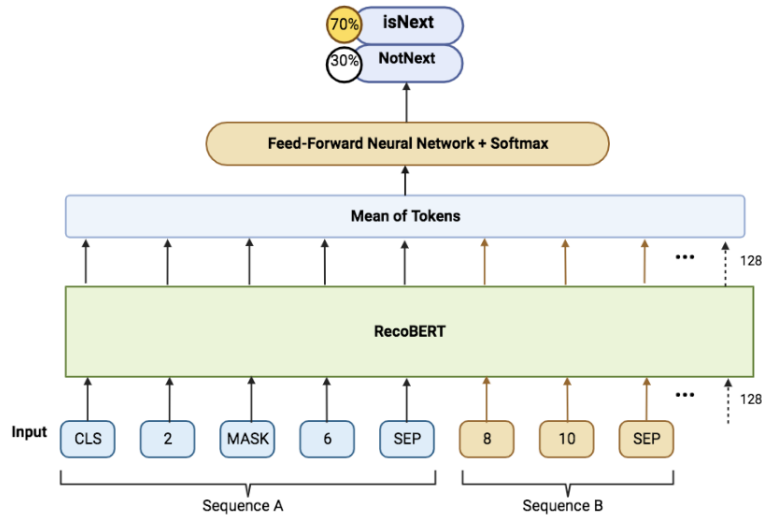 70% isNext
30% NotNext
Feed-Forward Neural Network + Softmax
Mean of Tokens
... 128
RecoBERT
... 128
Input CLS 2 MASK 6 SEP 8 10 SEP
Sequence A Sequence B